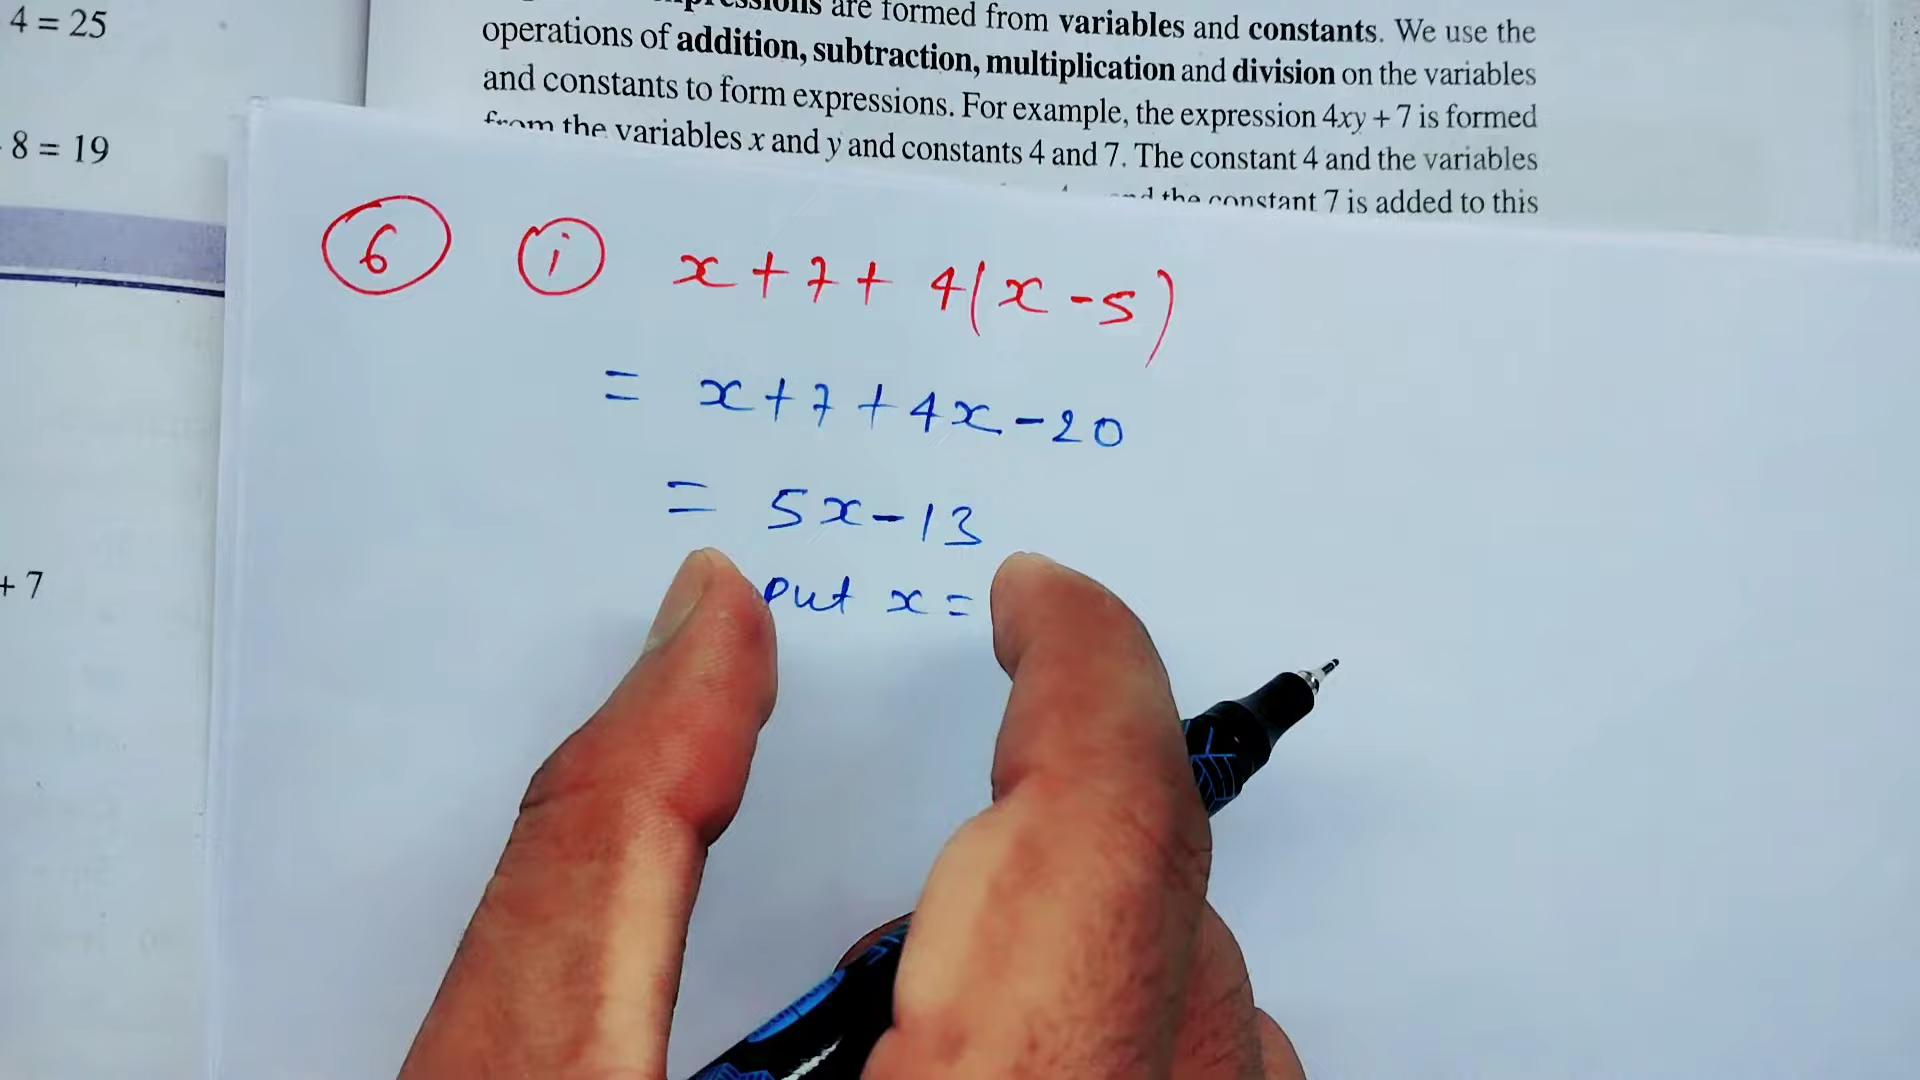 4 = 25
8 = 19
+ 7
are formed from variables and constants. We use the
operations of addition, subtraction, multiplication and division on the variables
and constants to form expressions. For example, the expression 4xy + 7 is formed
from the variables x and y and constants 4 and 7. The constant 4 and the variables
and the constant 7 is added to this
6 i x + 7 + 4(x - 5)
= x + 7 + 4x - 20
= 5x - 13
put x =